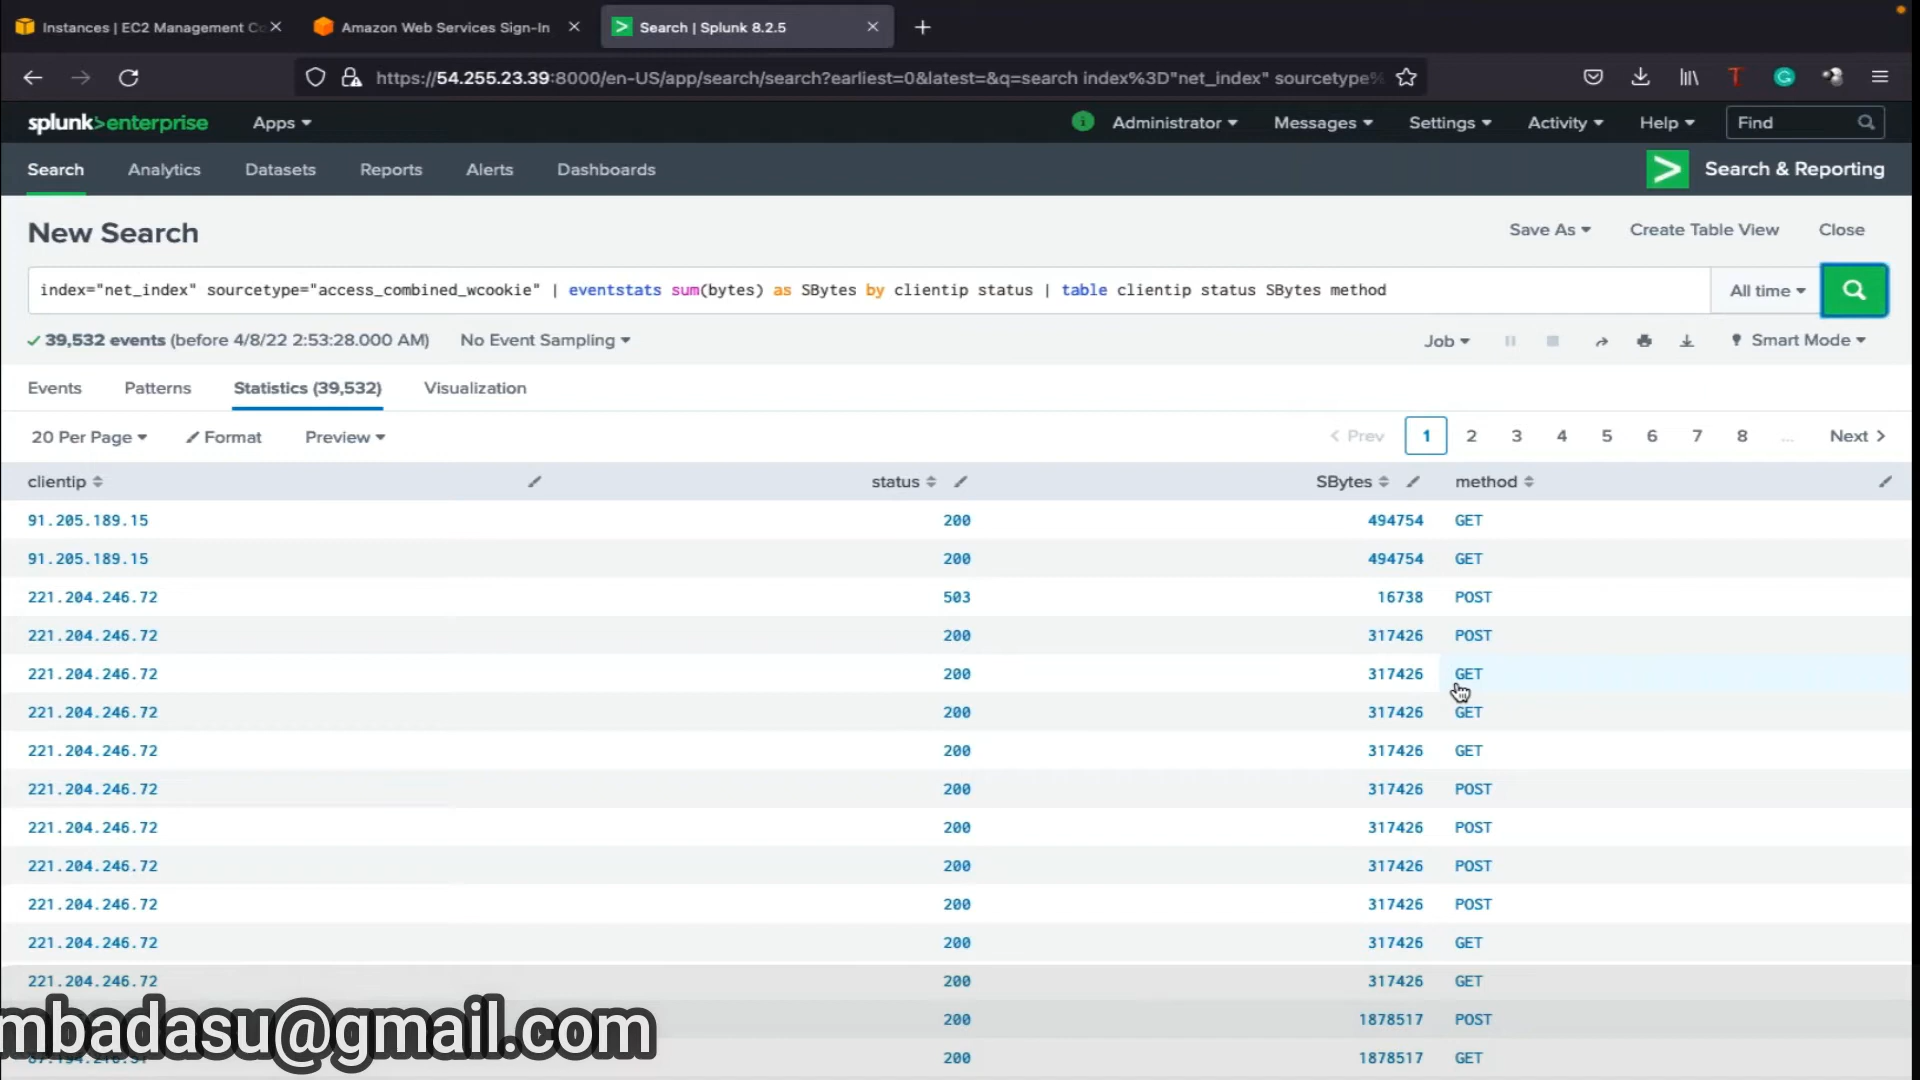 Instances | EC2 Management Co
Amazon Web Services Sign-In
Search | Splunk 8.2.5
https://54.255.23.39:8000/en-US/app/search/search?earliest=0&latest=&q=search index%3D"net_index" sourcetype%
splunk>enterprise
Apps
Administrator
Messages
Settings
Activity
Help
Find
Search
Analytics
Datasets
Reports
Alerts
Dashboards
Search & Reporting
New Search
Save As
Create Table View
Close
index="net_index" sourcetype="access_combined_wcookie" | eventstats sum(bytes) as SBytes by clientip status | table clientip status SBytes method
All time
39,532 events (before 4/8/22 2:53:28.000 AM)
No Event Sampling
Job
Smart Mode
Events
Patterns
Statistics (39,532)
Visualization
20 Per Page
Format
Preview
< Prev 1 2 3 4 5 6 7 8 ... Next >
clientip status SBytes method
91.205.189.15 200 494754 GET
91.205.189.15 200 494754 GET
221.204.246.72 503 16738 POST
221.204.246.72 200 317426 POST
221.204.246.72 200 317426 GET
221.204.246.72 200 317426 GET
221.204.246.72 200 317426 GET
221.204.246.72 200 317426 POST
221.204.246.72 200 317426 POST
221.204.246.72 200 317426 POST
221.204.246.72 200 317426 POST
221.204.246.72 200 317426 GET
221.204.246.72 200 317426 GET
200 1878517 POST
mbadasu@gmail.com
200 1878517 GET